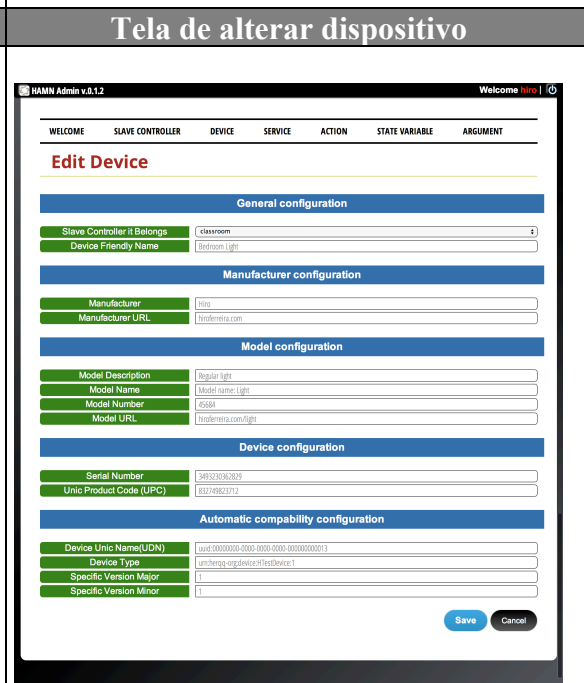 Tela de alterar dispositivo
HAMN Admin v.0.1.2 Welcome hiro |
WELCOME SLAVE CONTROLLER DEVICE SERVICE ACTION STATE VARIABLE ARGUMENT
Edit Device
General configuration
Slave Controller it Belongs classroom
Device Friendly Name Bedroom Light
Manufacturer configuration
Manufacturer Hiro
Manufacturer URL hiroferreira.com
Model configuration
Model Description Regular light
Model Name Model name: Light
Model Number 45684
Model URL hiroferreira.com/light
Device configuration
Serial Number 3493230362829
Unic Product Code (UPC) 832749823712
Automatic compability configuration
Device Unic Name(UDN) uuid:00000000-0000-0000-0000-000000000013
Device Type urn:herqq-org:device:HTestDevice:1
Specific Version Major 1
Specific Version Minor 1
Save Cancel